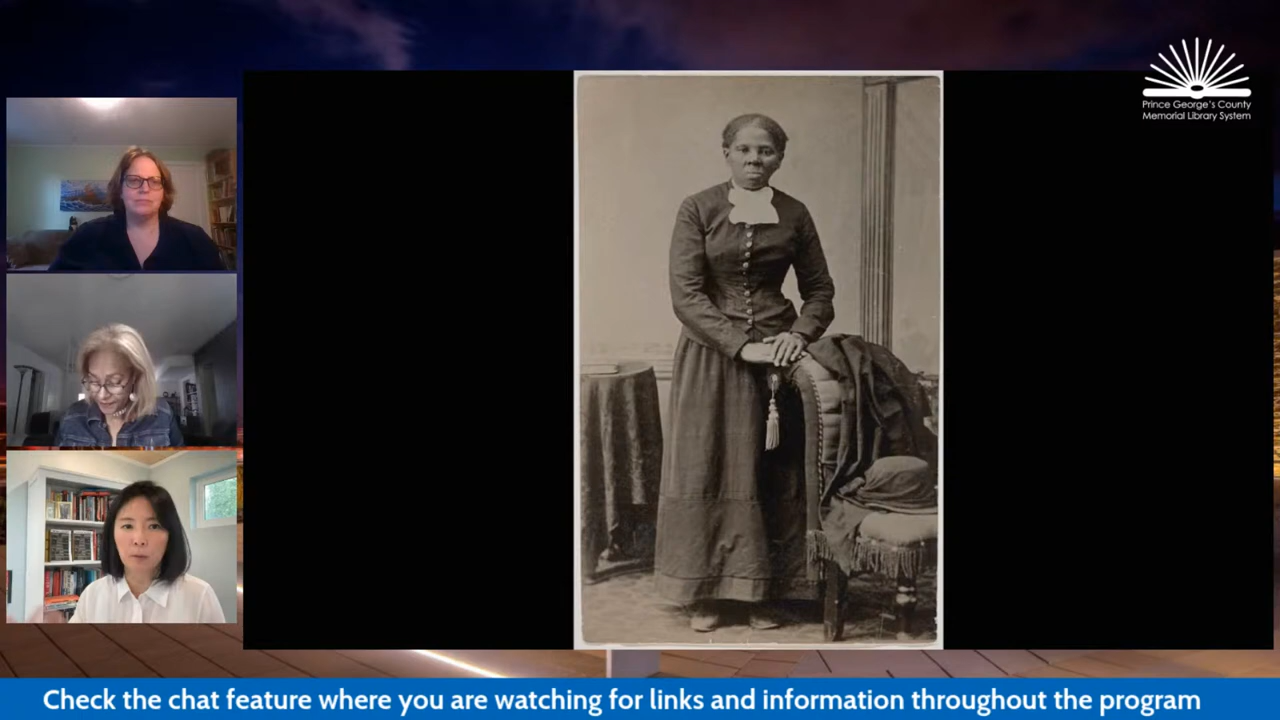 Prince George's County
Memorial Library System
Check the chat feature where you are watching for links and information throughout the program